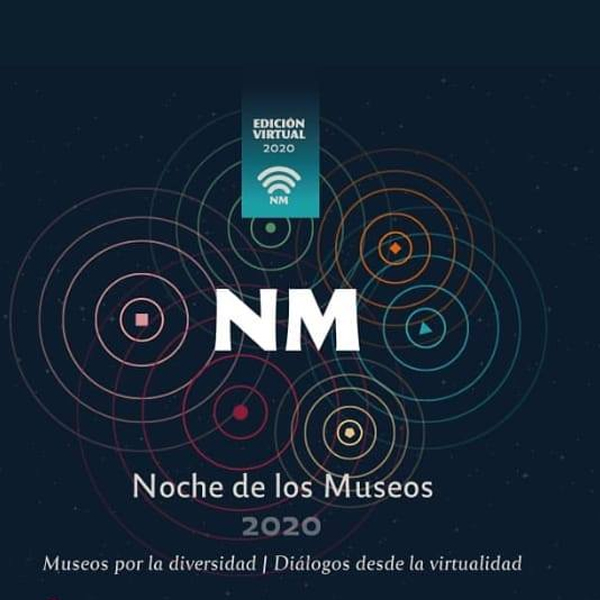 EDICIÓN
VIRTUAL
2020
NM
NM
Noche de los Museos
2020
Museos por la diversidad | Diálogos desde la virtualidad